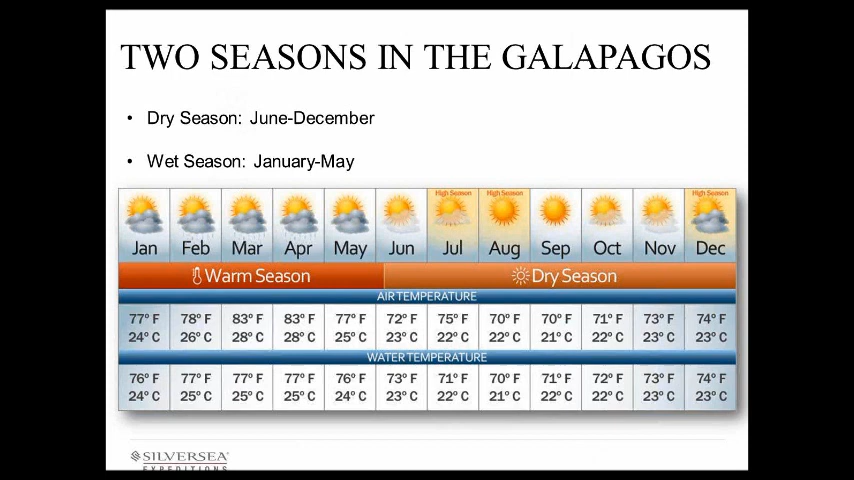 TWO SEASONS IN THE GALAPAGOS
• Dry Season: June-December
• Wet Season: January-May
High Season High Season High Season
Jan Feb Mar Apr May Jun Jul Aug Sep Oct Nov Dec
Warm Season Dry Season
AIR TEMPERATURE
77° F 78° F 83° F 83° F 77° F 72° F 75° F 70° F 70° F 71° F 73° F 74° F
24° C 26° C 28° C 28° C 25° C 23° C 22° C 22° C 21° C 22° C 23° C 23° C
WATER TEMPERATURE
76° F 77° F 77° F 77° F 76° F 73° F 71° F 70° F 71° F 72° F 73° F 74° F
24° C 25° C 25° C 25° C 24° C 23° C 22° C 21° C 22° C 22° C 23° C 23° C
SILVERSEA
EXPEDITIONS